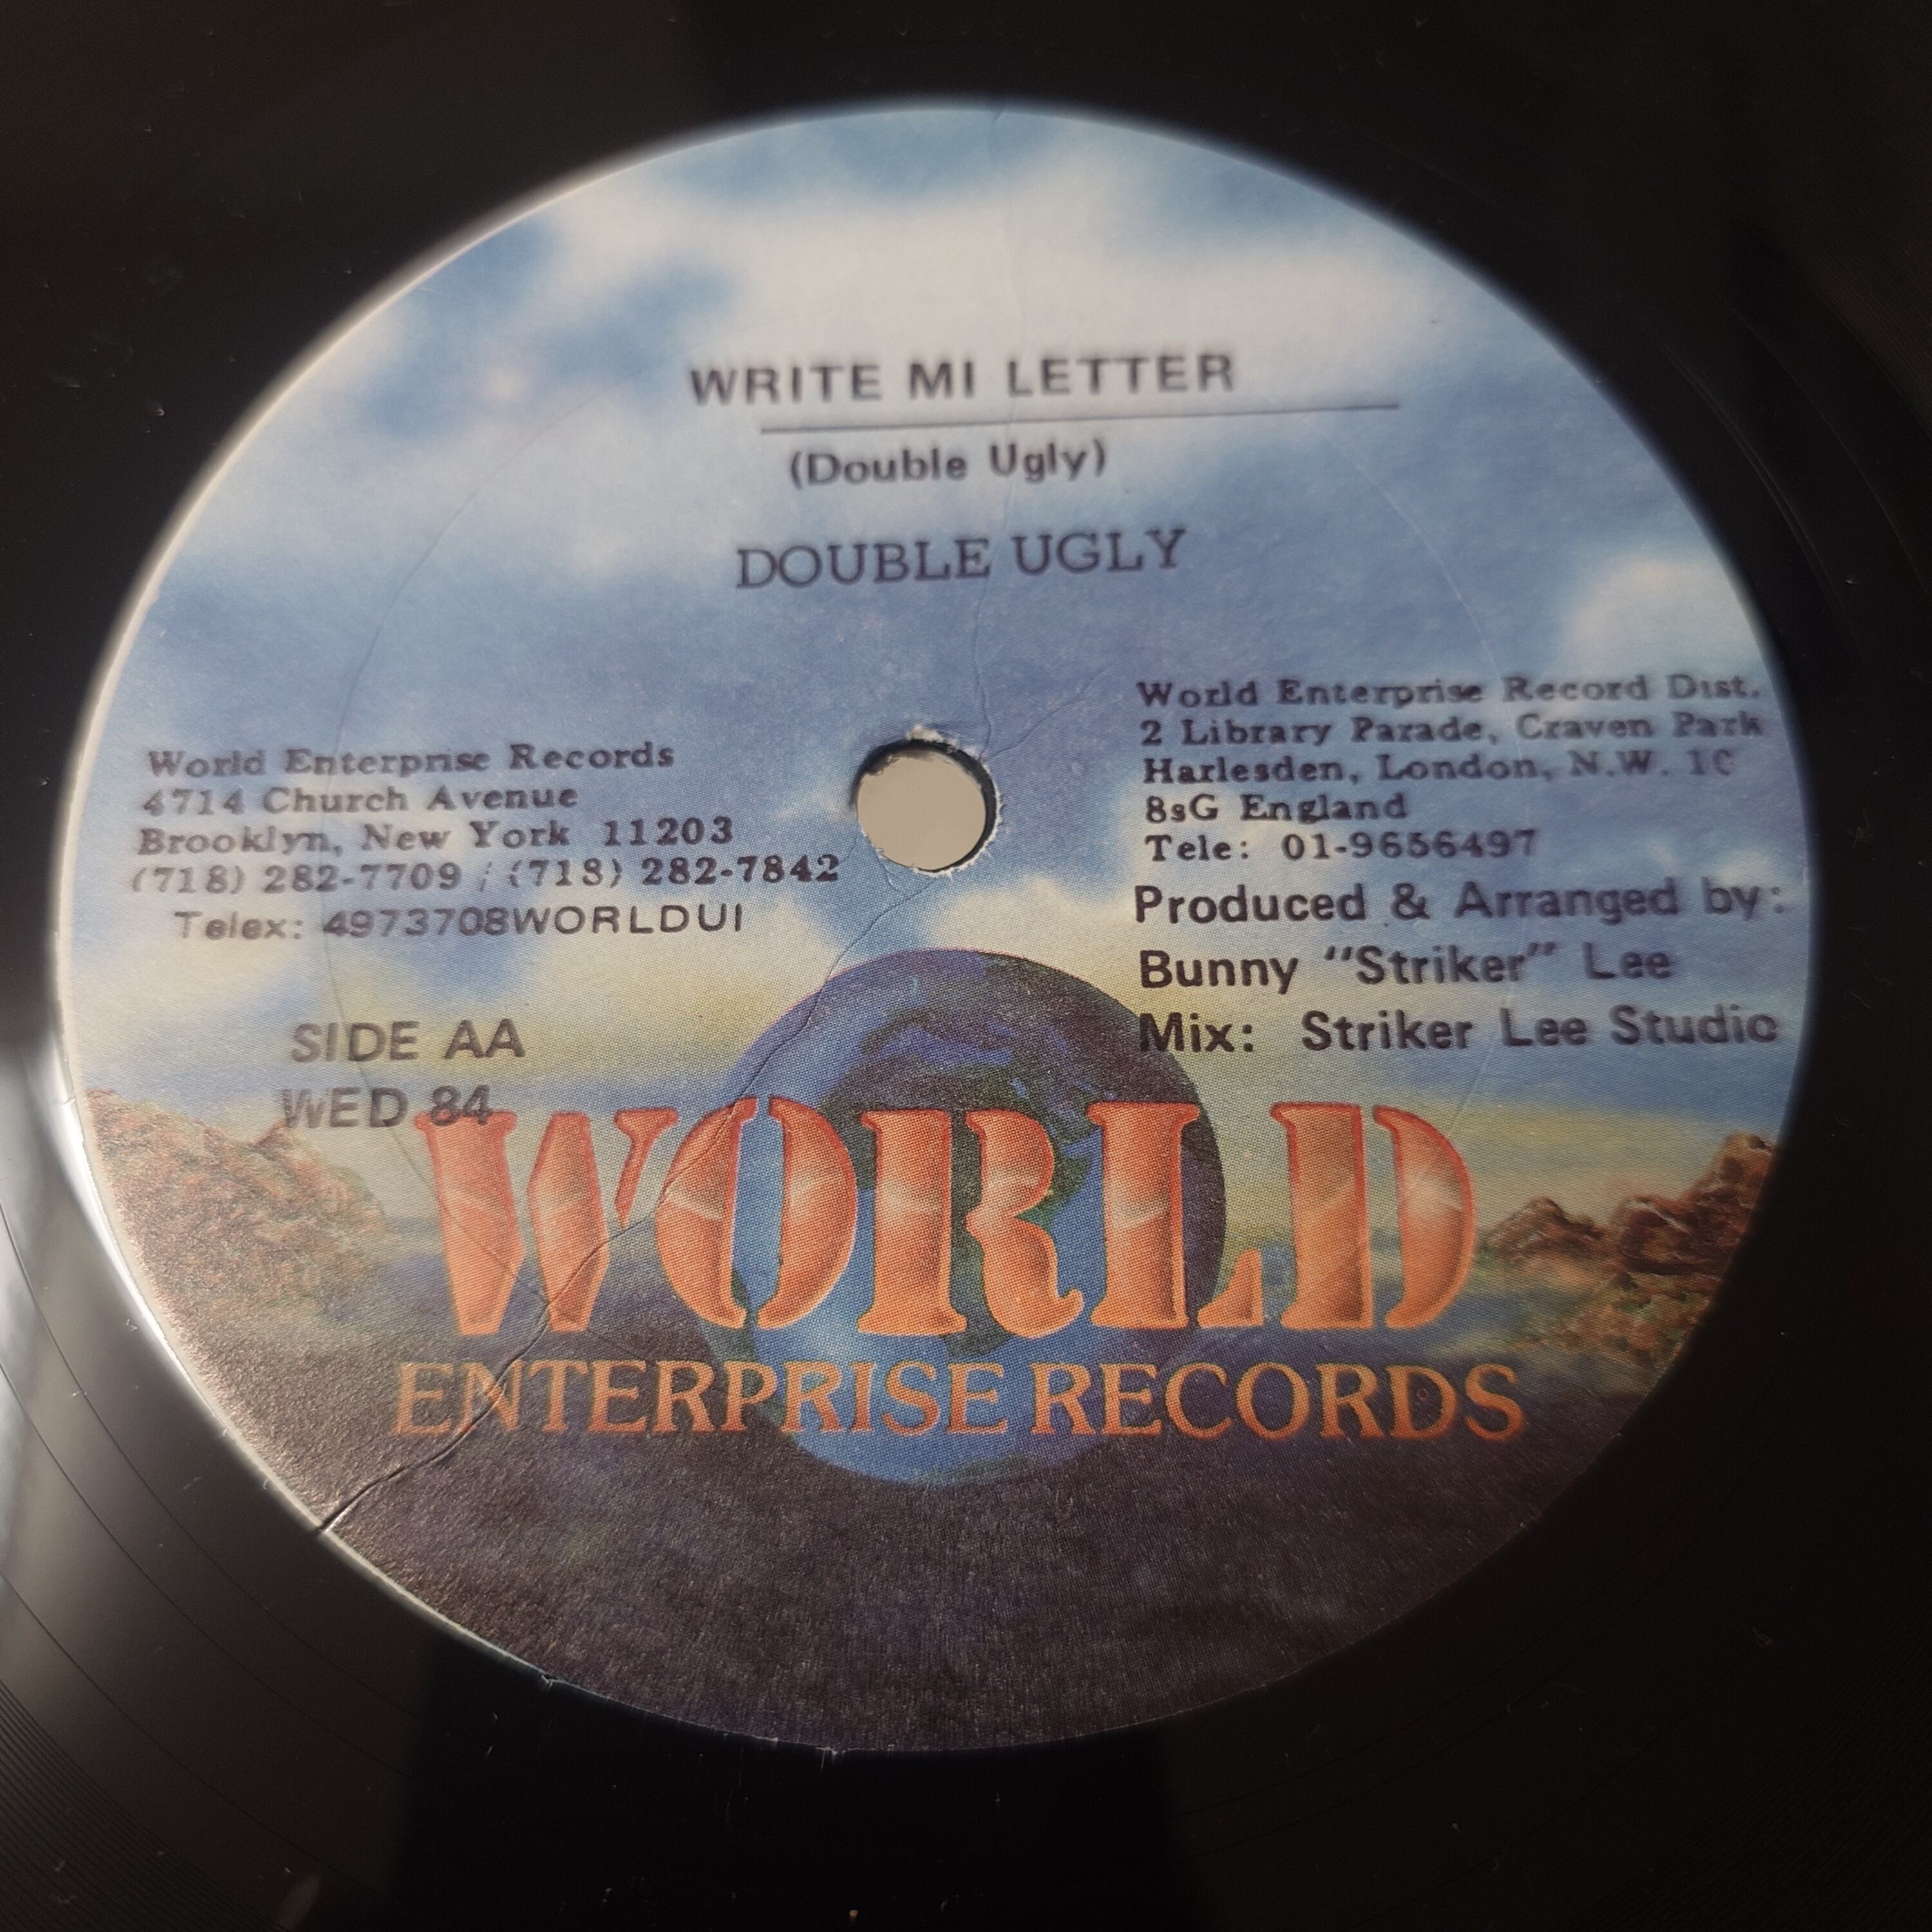 WRITE MI LETTER
(Double Ugly)
DOUBLE UGLY
World Enterprise Records
4714 Church Avenue
Brooklyn, New York 11203
(718) 282-7709 / (718) 282-7842
Telex: 4973708WORLDUI
SIDE AA
WED 84
World Enterprise Record Dist.
2 Library Parade, Craven Park
Harlesden, London, N.W. 10
8sG England
Tele: 01-9656497
Produced & Arranged by:
Bunny "Striker" Lee
Mix: Striker Lee Studio
WORLD
ENTERPRISE RECORDS